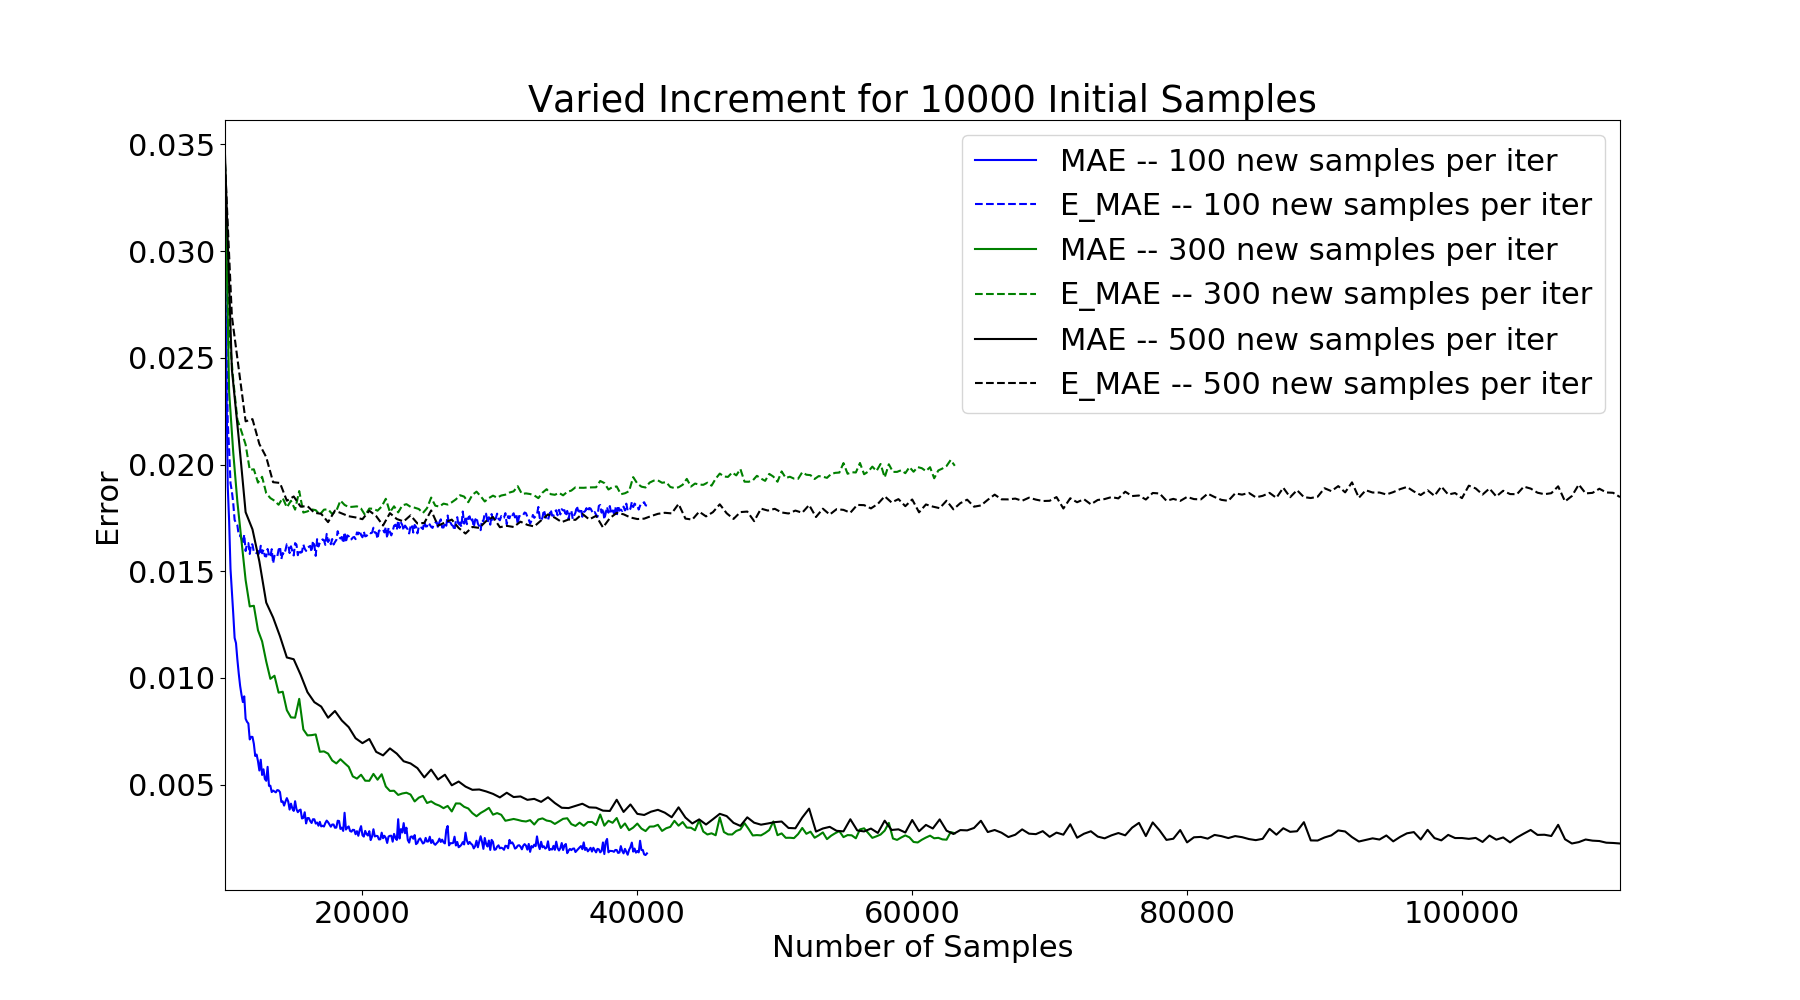 Varied Increment for 10000 Initial Samples
0.035
0.030
0.025
0.020
0.015
0.010
0.005
Error
MAE -- 100 new samples per iter
E_MAE -- 100 new samples per iter
MAE -- 300 new samples per iter
E_MAE -- 300 new samples per iter
MAE -- 500 new samples per iter
E_MAE -- 500 new samples per iter
20000 40000 60000 80000 100000
Number of Samples